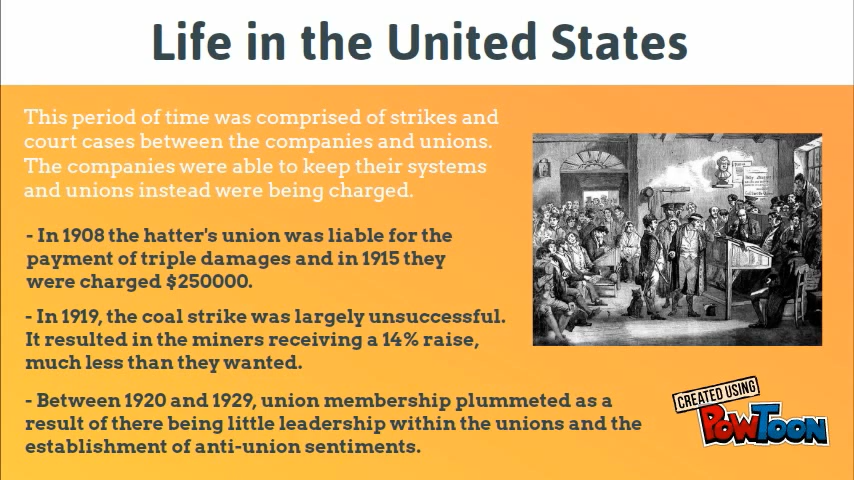 Life in the United States
This period of time was comprised of strikes and
court cases between the companies and unions.
The companies were able to keep their systems
and unions instead were being charged.
- In 1908 the hatter's union was liable for the
payment of triple damages and in 1915 they
were charged $250000.
- In 1919, the coal strike was largely unsuccessful.
It resulted in the miners receiving a 14% raise,
much less than they wanted.
- Between 1920 and 1929, union membership plummeted as a
result of there being little leadership within the unions and the
establishment of anti-union sentiments.
CREATED USING
POWTOON